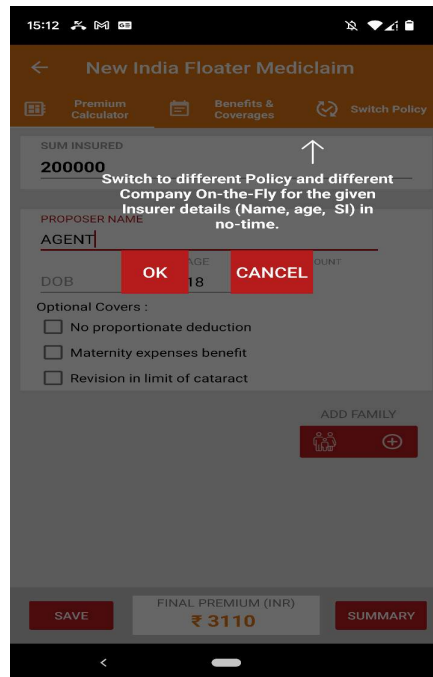 15:12
New India Floater Mediclaim
Premium Calculator
Benefits & Coverages
Switch Policy
SUM INSURED
200000
Switch to different Policy and different
Company On-the-Fly for the given
Insurer details (Name, age, SI) in
no-time.
PROPOSER NAME
AGENT
AGE
OUNT
DOB
18
OK
CANCEL
Optional Covers :
No proportionate deduction
Maternity expenses benefit
Revision in limit of cataract
ADD FAMILY
SAVE
FINAL PREMIUM (INR)
₹ 3110
SUMMARY